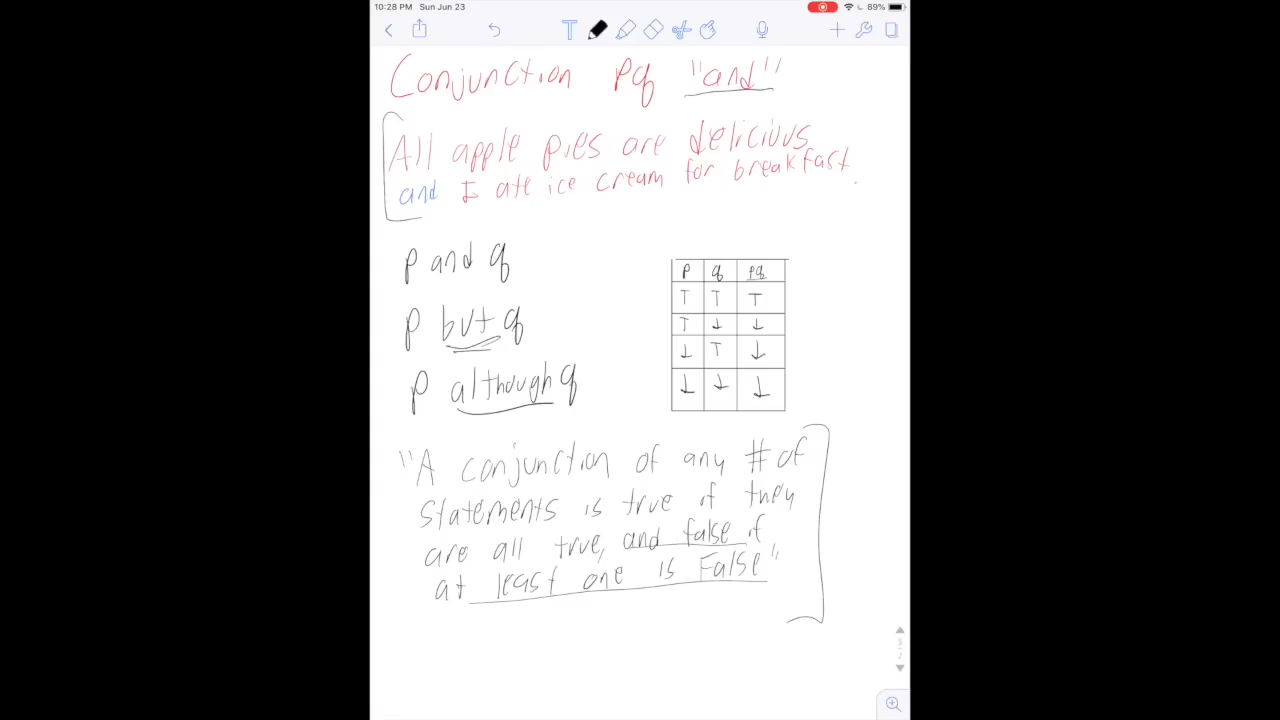 10:28 PM Sun Jun 23 89%
T
Conjunction pq "and"
All apple pies are delicious
and I ate ice cream for breakfast.
p and q
p but q
p although q
p q pq
T T T
T ⊥ ⊥
⊥ T ⊥
⊥ ⊥ ⊥
"A conjunction of any # of
statements is true if they
are all true, and false if
at least one is False"